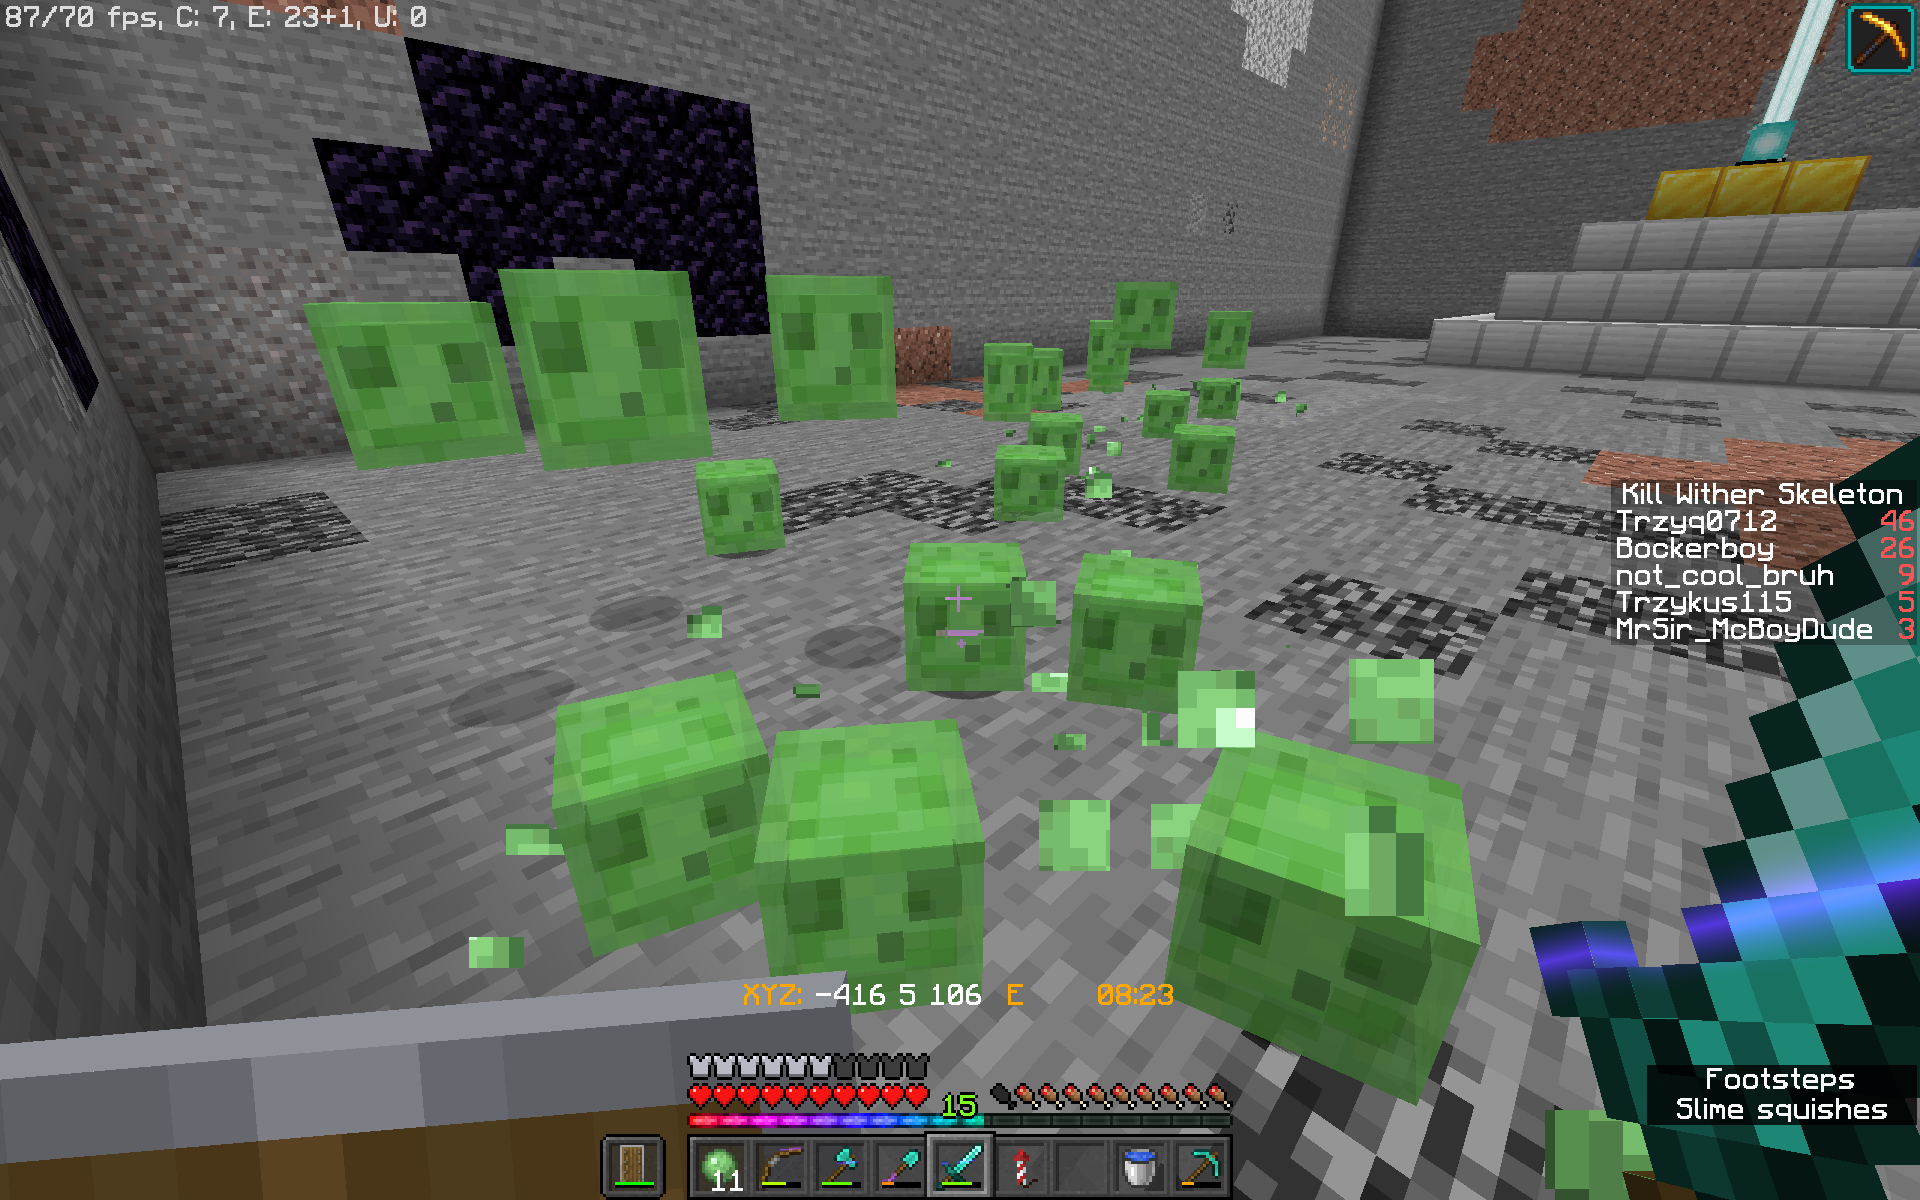 87/70 fps, C: 7, E: 23+1, U: 0
Kill Wither Skeleton
Trzyq0712 46
Bockerboy 26
not_cool_bruh 9
Trzykus115 5
MrSir_McBoyDude 3
XYZ: -416 5 106 E 08:23
Footsteps
Slime squishes
15
11